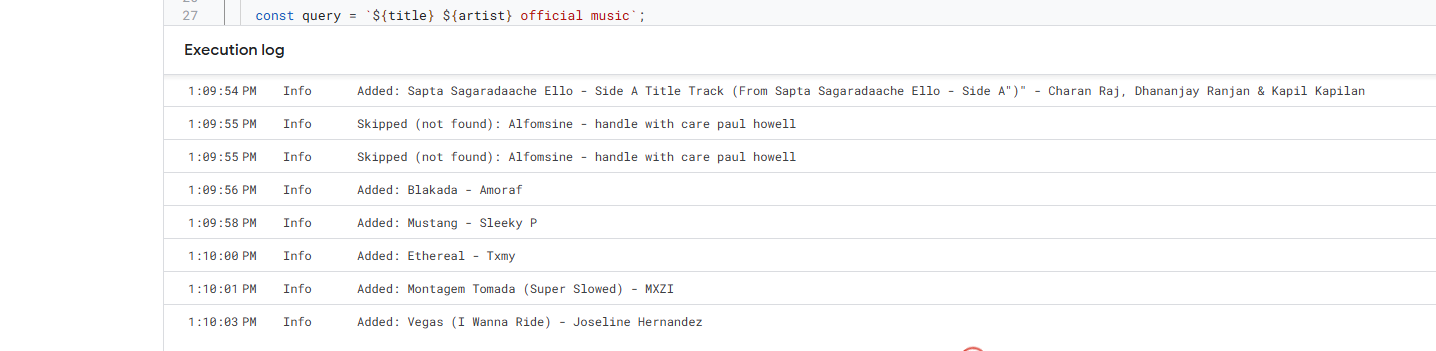 27 const query = `${title} ${artist} official music`;
Execution log
1:09:54 PM Info Added: Sapta Sagaradaache Ello - Side A Title Track (From Sapta Sagaradaache Ello - Side A")" - Charan Raj, Dhananjay Ranjan & Kapil Kapilan
1:09:55 PM Info Skipped (not found): Alfomsine - handle with care paul howell
1:09:55 PM Info Skipped (not found): Alfomsine - handle with care paul howell
1:09:56 PM Info Added: Blakada - Amoraf
1:09:58 PM Info Added: Mustang - Sleeky P
1:10:00 PM Info Added: Ethereal - Txmy
1:10:01 PM Info Added: Montagem Tomada (Super Slowed) - MXZI
1:10:03 PM Info Added: Vegas (I Wanna Ride) - Joseline Hernandez